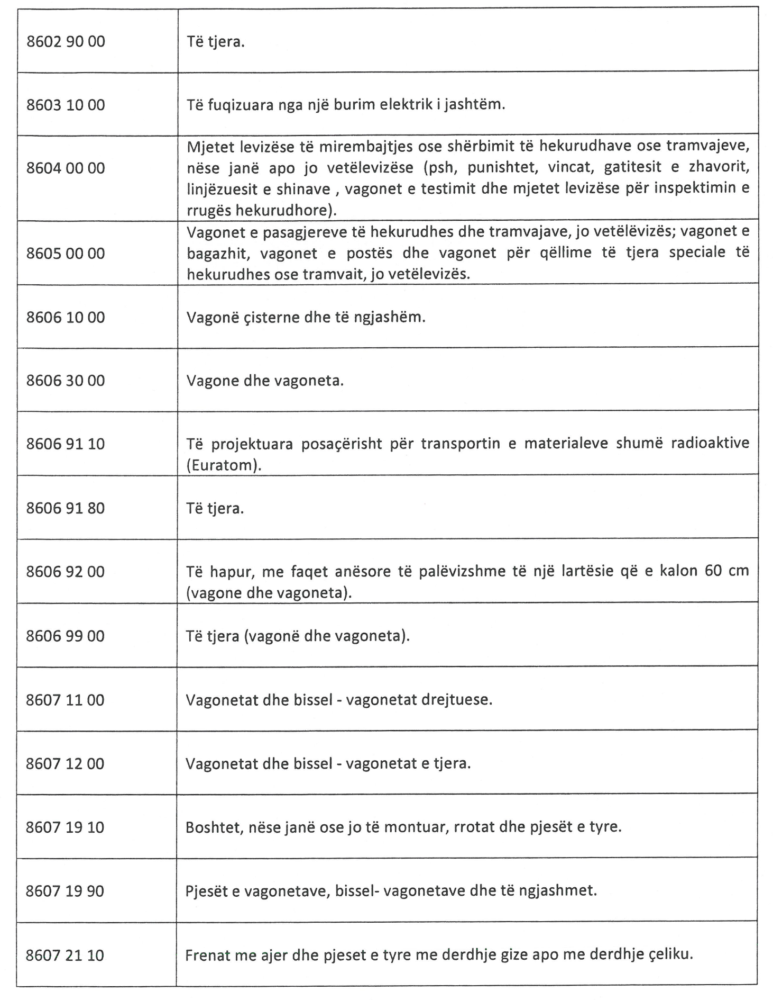 8602 90 00
Të tjera.
8603 10 00
Të fuqizuara nga një burim elektrik i jashtëm.
8604 00 00
Mjetet levizëse të mirembajtjes ose shërbimit të hekurudhave ose tramvajeve,
nëse janë apo jo vetëlevizëse (psh, punishtet, vincat, gatitesit e zhavorit,
linjëzuesit e shinave , vagonet e testimit dhe mjetet levizëse për inspektimin e
rrugës hekurudhore).
8605 00 00
Vagonet e pasagjereve të hekurudhes dhe tramvajave, jo vetëlëvizës; vagonet e
bagazhit, vagonet e postës dhe vagonet për qëllime të tjera speciale të
hekurudhes ose tramvait, jo vetëlevizës.
8606 10 00
Vagonë çisterne dhe të ngjashëm.
8606 30 00
Vagone dhe vagoneta.
8606 91 10
Të projektuara posaçërisht për transportin e materialeve shumë radioaktive
(Euratom).
8606 91 80
Të tjera.
8606 92 00
Të hapur, me faqet anësore të palëvizshme të një lartësie që e kalon 60 cm
(vagone dhe vagoneta).
8606 99 00
Të tjera (vagonë dhe vagoneta).
8607 11 00
Vagonetat dhe bissel - vagonetat drejtuese.
8607 12 00
Vagonetat dhe bissel - vagonetat e tjera.
8607 19 10
Boshtet, nëse janë ose jo të montuar, rrotat dhe pjesët e tyre.
8607 19 90
Pjesët e vagonetave, bissel- vagonetave dhe të ngjashmet.
8607 21 10
Frenat me ajer dhe pjeset e tyre me derdhje gize apo me derdhje çeliku.